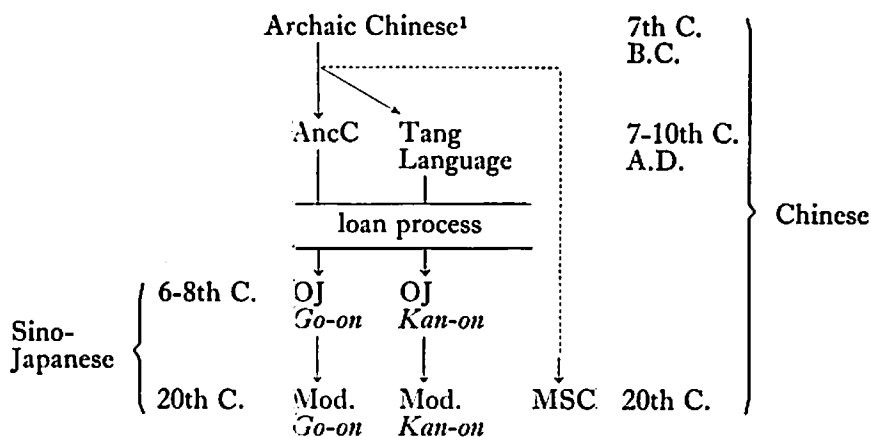 Archaic Chinese¹ 7th C.
B.C.
AncC Tang 7-10th C.
Language A.D.
Chinese
loan process
6-8th C. OJ OJ
Go-on Kan-on
Sino-
Japanese
20th C. Mod. Mod. MSC 20th C.
Go-on Kan-on